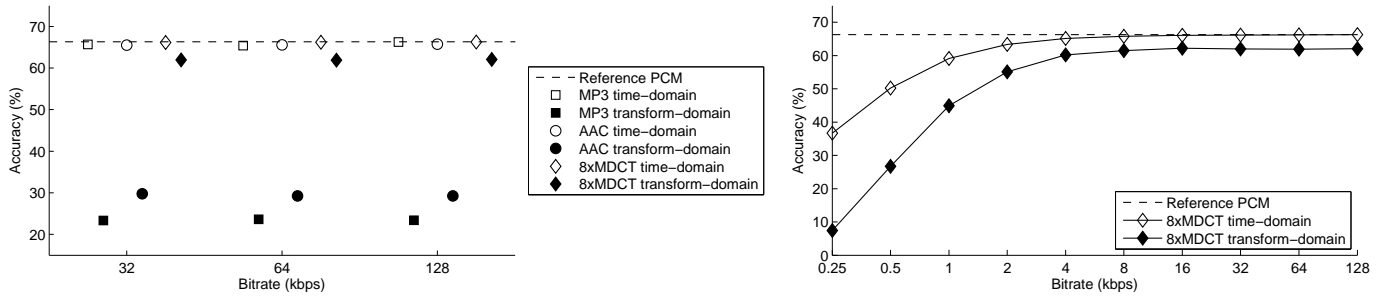 70
60
50
40
30
20
Accuracy (%)
32
64
128
Bitrate (kbps)
Reference PCM
MP3 time−domain
MP3 transform−domain
AAC time−domain
AAC transform−domain
8xMDCT time−domain
8xMDCT transform−domain
70
60
50
40
30
20
10
0
Accuracy (%)
0.25
0.5
1
2
4
8
16
32
64
128
Bitrate (kbps)
Reference PCM
8xMDCT time−domain
8xMDCT transform−domain